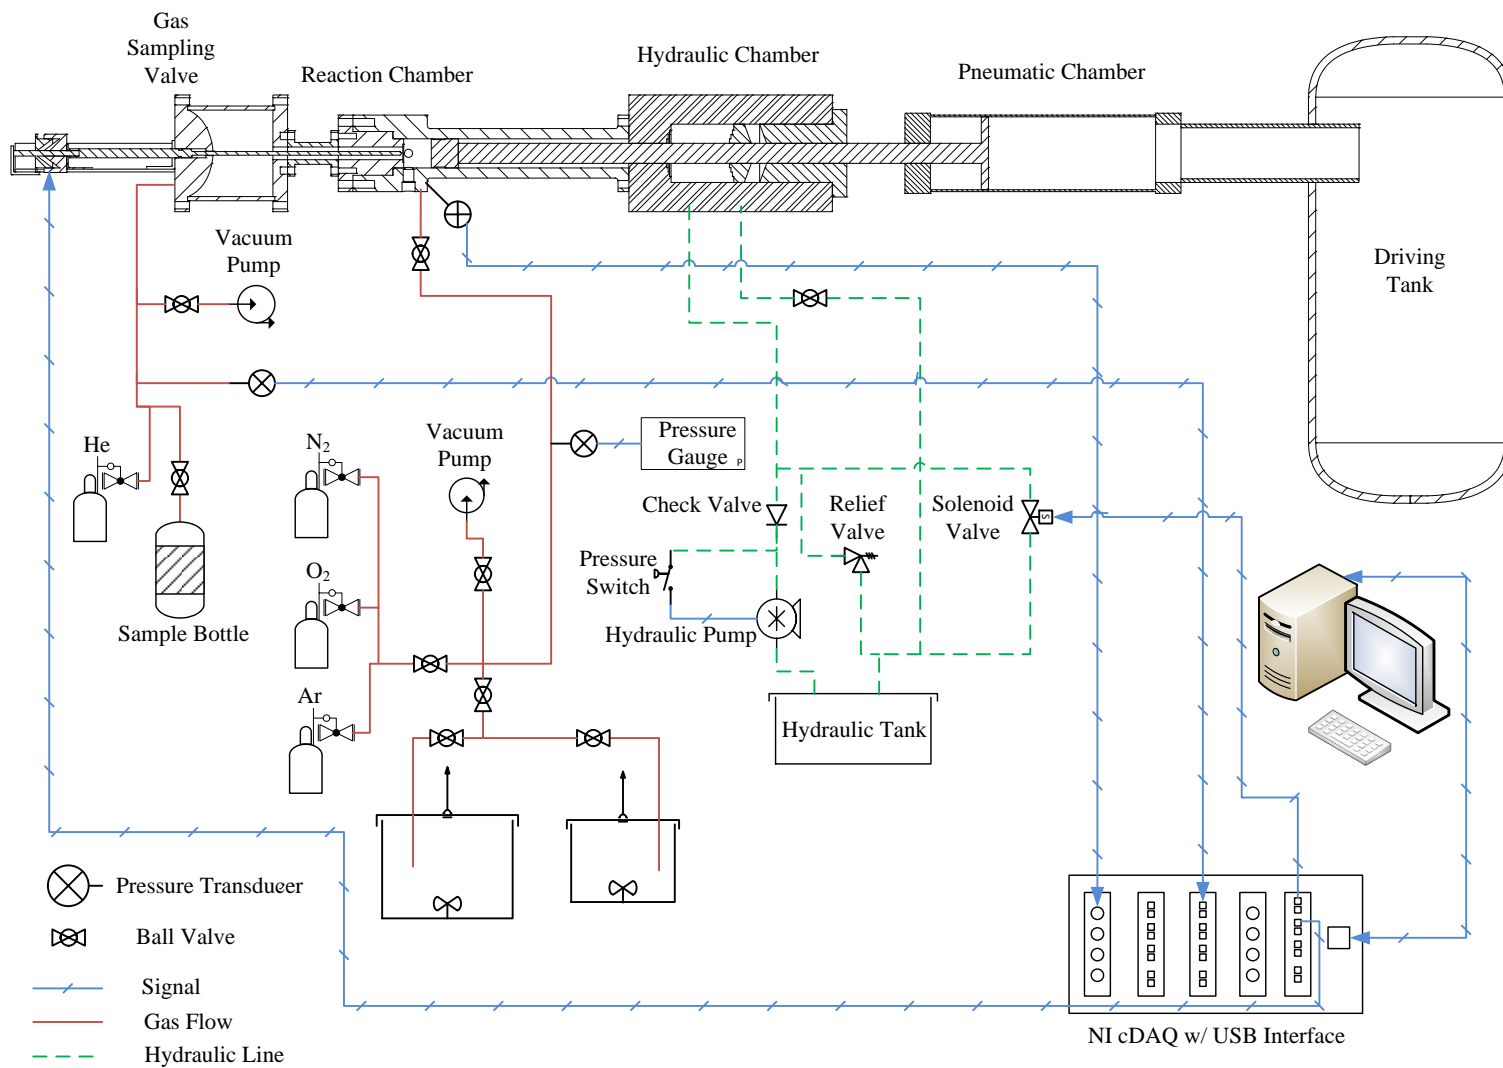 Gas
Sampling
Valve
Reaction Chamber
Hydraulic Chamber
Pneumatic Chamber
Vacuum
Pump
Driving
Tank
He
N2
Vacuum
Pump
Pressure
Gauge P
Check Valve
Relief
Valve
Solenoid
Valve
S
Pressure
Switch
O2
Sample Bottle
Hydraulic Pump
Ar
Hydraulic Tank
Pressure Transducer
Ball Valve
Signal
Gas Flow
Hydraulic Line
NI cDAQ w/ USB Interface